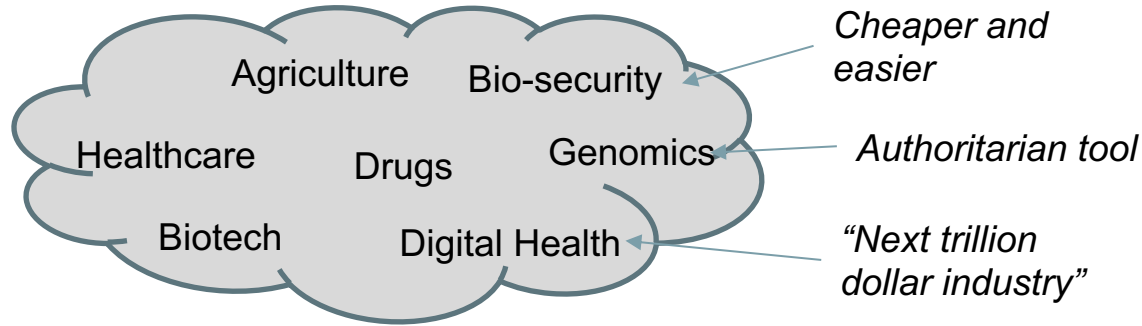 Agriculture
Bio-security
Healthcare
Drugs
Genomics
Biotech
Digital Health
Cheaper and
easier
Authoritarian tool
“Next trillion
dollar industry”